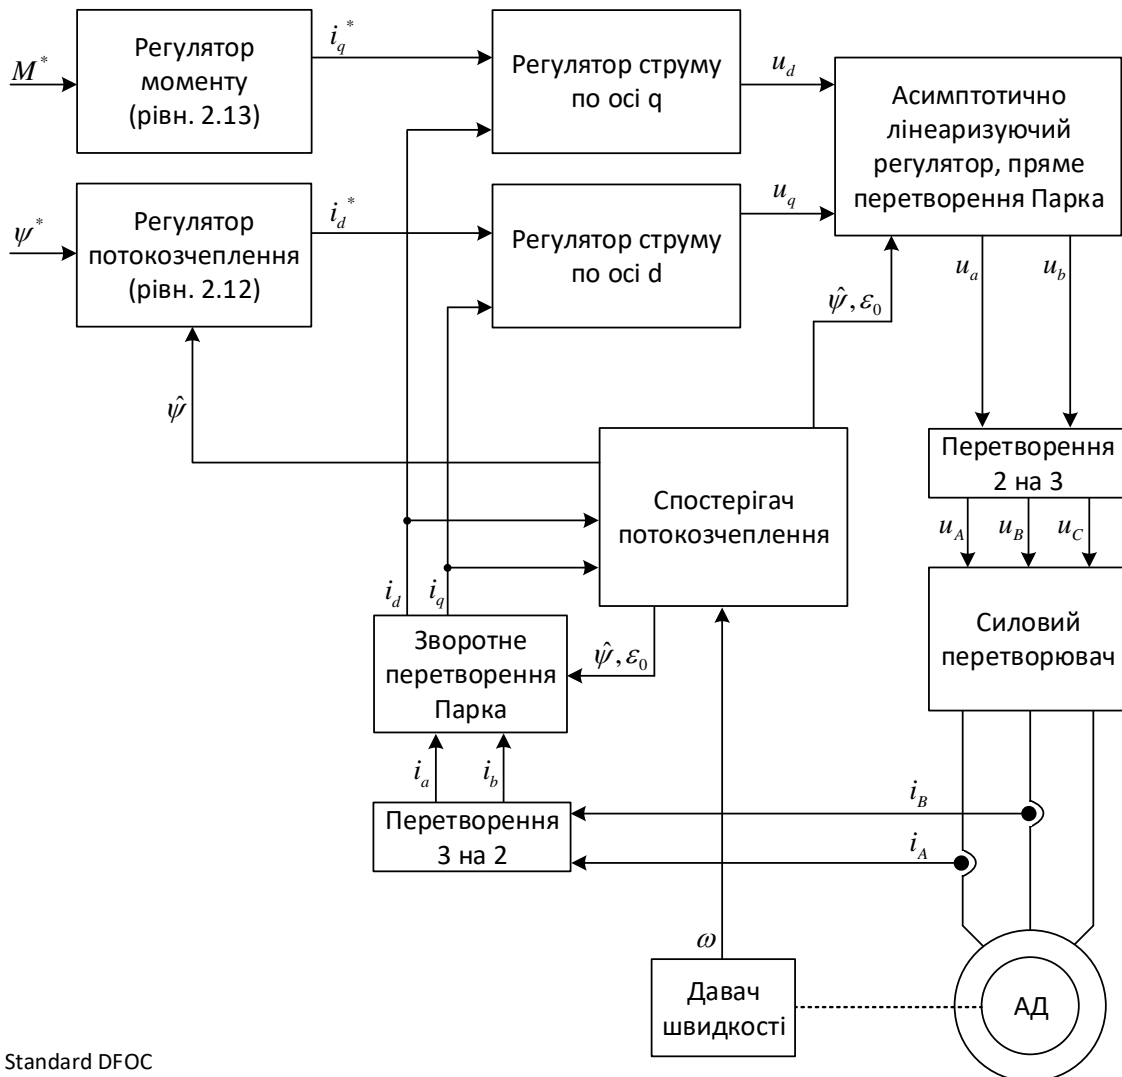 M*
Регулятор
моменту
(рівн. 2.13)
i_q*
Регулятор струму
по осі q
u_d
Асимптотично
лінеаризуючий
регулятор, пряме
перетворення Парка
ψ*
Регулятор
потокозчеплення
(рівн. 2.12)
i_d*
Регулятор струму
по осі d
u_q
u_a
u_b
ψ̂, ε₀
ψ̂
Спостерігач
потокозчеплення
Перетворення
2 на 3
u_A
u_B
u_C
Силовий
перетворювач
i_d
i_q
Зворотне
перетворення
Парка
ψ̂, ε₀
i_a
i_b
Перетворення
3 на 2
i_B
i_A
ω
Давач
швидкості
АД
Standard DFOC